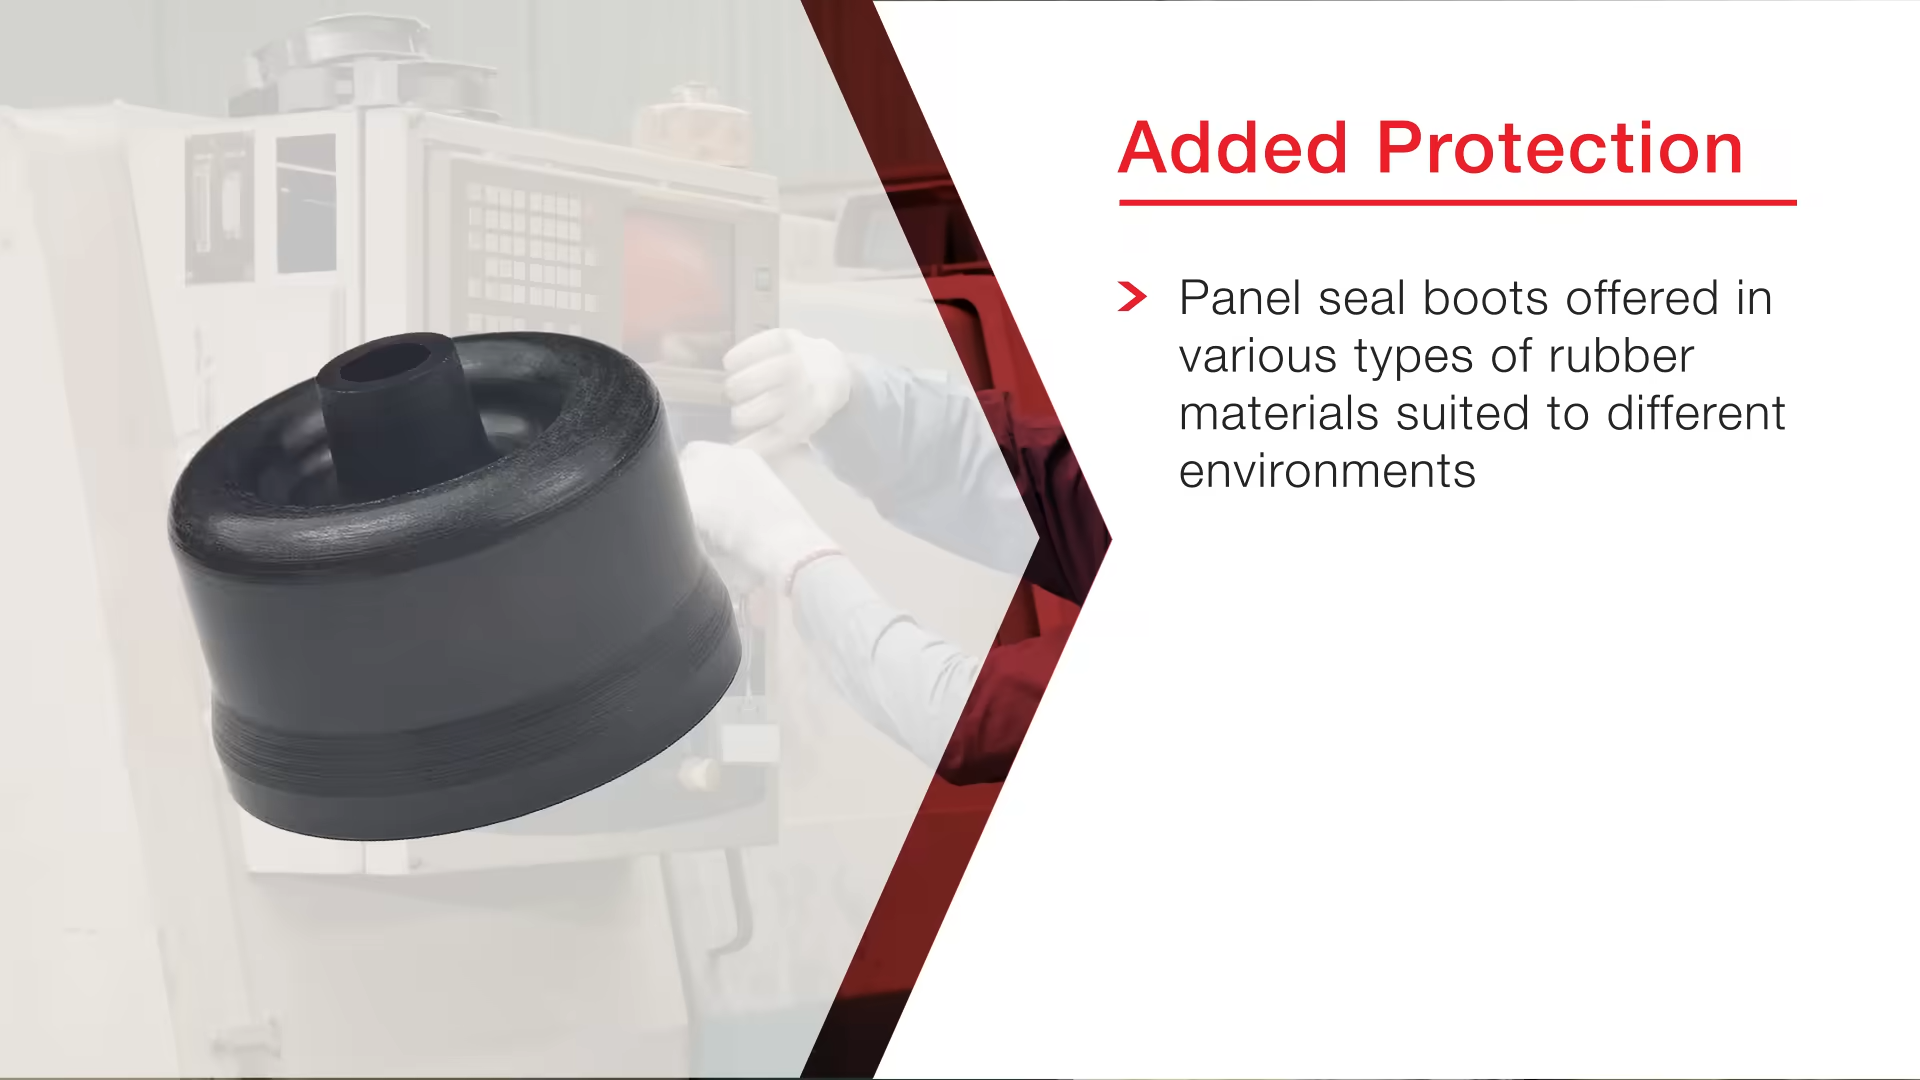 Added Protection
Panel seal boots offered in
various types of rubber
materials suited to different
environments